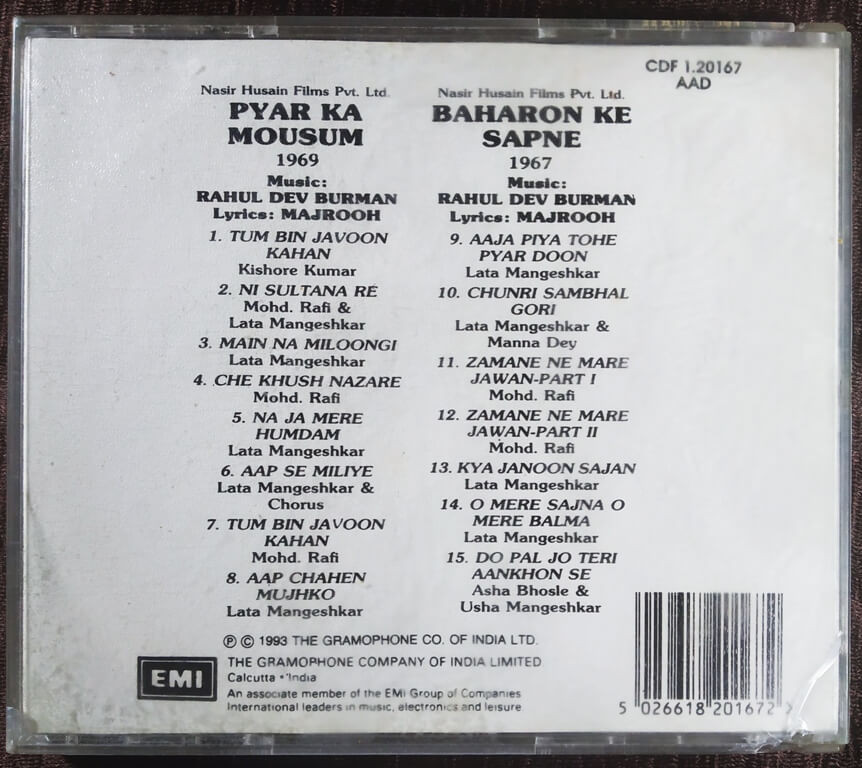 CDF 1.20167
AAD
Nasir Husain Films Pvt. Ltd.
PYAR KA
MOUSUM
1969
Music:
RAHUL DEV BURMAN
Lyrics: MAJROOH
1. TUM BIN JAVOON
KAHAN
Kishore Kumar
2. NI SULTANA RE
Mohd. Rafi &
Lata Mangeshkar
3. MAIN NA MILOONGI
Lata Mangeshkar
4. CHE KHUSH NAZARE
Mohd. Rafi
5. NA JA MERE
HUMDAM
Lata Mangeshkar
6. AAP SE MILIYE
Lata Mangeshkar &
Chorus
7. TUM BIN JAVOON
KAHAN
Mohd. Rafi
8. AAP CHAHEN
MUJHKO
Lata Mangeshkar
Nasir Husain Films Pvt. Ltd.
BAHARON KE
SAPNE
1967
Music:
RAHUL DEV BURMAN
Lyrics: MAJROOH
9. AAJA PIYA TOHE
PYAR DOON
Lata Mangeshkar
10. CHUNRI SAMBHAL
GORI
Lata Mangeshkar &
Manna Dey
11. ZAMANE NE MARE
JAWAN-PART I
Mohd. Rafi
12. ZAMANE NE MARE
JAWAN-PART II
Mohd. Rafi
13. KYA JANOON SAJAN
Lata Mangeshkar
14. O MERE SAJNA O
MERE BALMA
Lata Mangeshkar
15. DO PAL JO TERI
AANKHON SE
Asha Bhosle &
Usha Mangeshkar
℗ © 1993 THE GRAMOPHONE CO. OF INDIA LTD.
EMI
THE GRAMOPHONE COMPANY OF INDIA LIMITED
Calcutta • India
An associate member of the EMI Group of Companies
International leaders in music, electronics and leisure
5 026618 201672 >